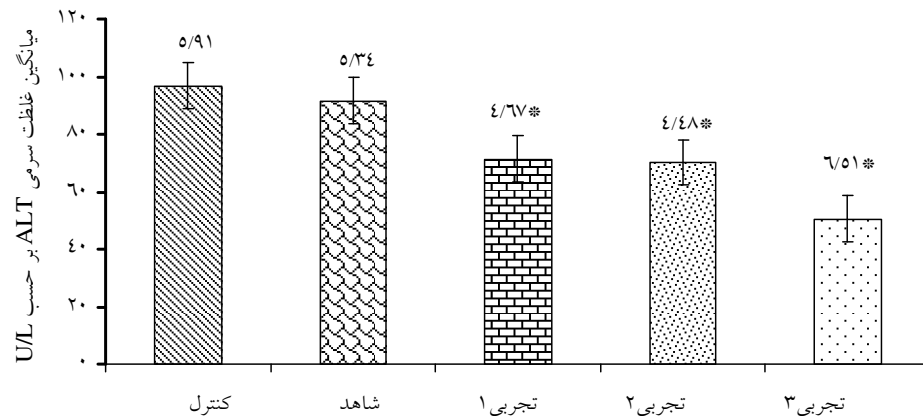 میانگین غلظت سرمی ALT بر حسب U/L
۱۲۰
۱۰۰
۸۰
۶۰
۴۰
۲۰
۰
۵/۹۱
۵/۳٤
٤/٦۷*
٤/٤۸*
٦/۵۱*
کنترل
شاهد
تجربی۱
تجربی۲
تجربی۳